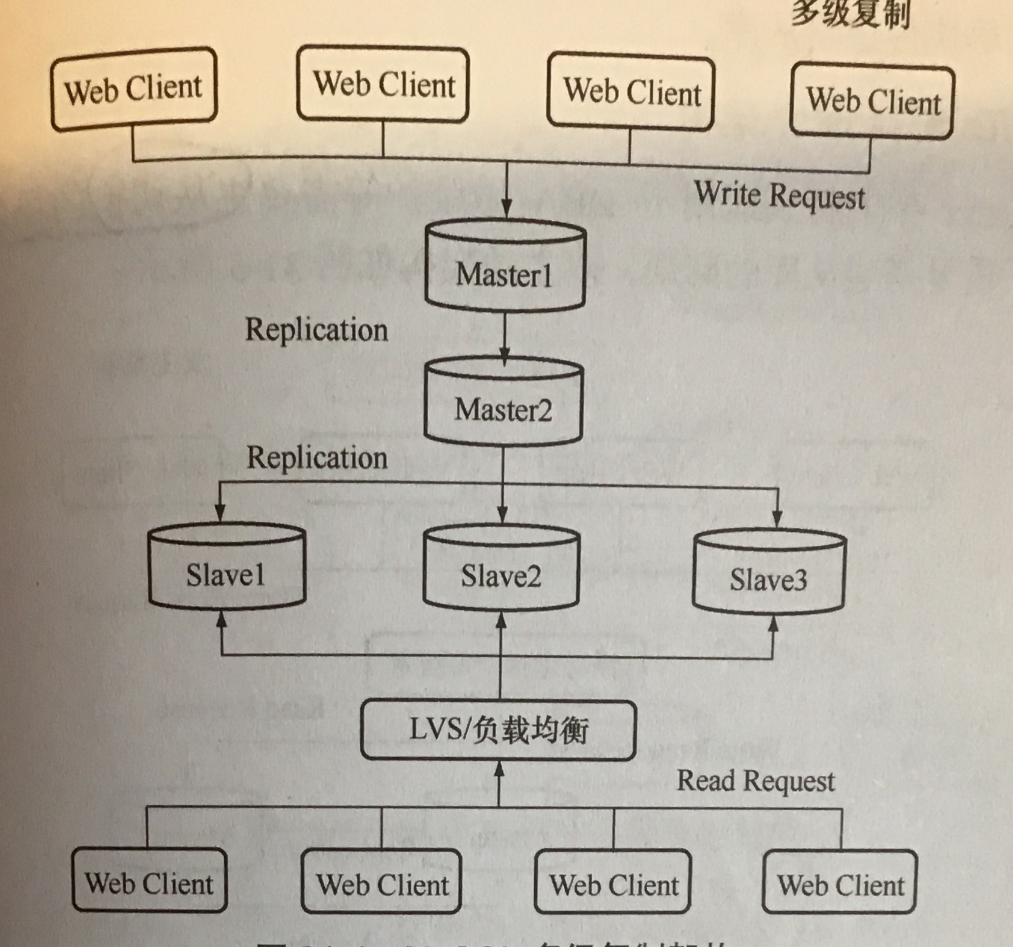 多级复制
Web Client
Web Client
Web Client
Web Client
Write Request
Master1
Replication
Master2
Replication
Slave1
Slave2
Slave3
LVS/负载均衡
Read Request
Web Client
Web Client
Web Client
Web Client